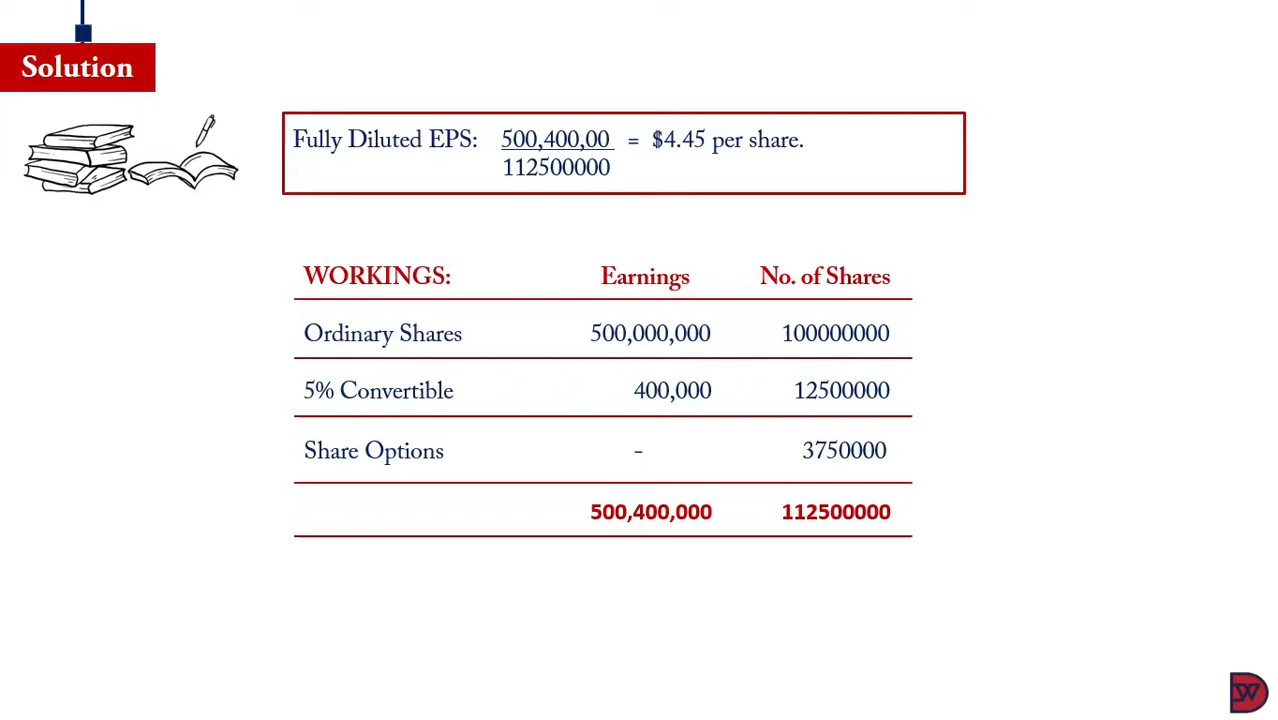 Solution
Fully Diluted EPS: 500,400,00 = $4.45 per share.
112500000
WORKINGS: Earnings No. of Shares
Ordinary Shares 500,000,000 100000000
5% Convertible 400,000 12500000
Share Options - 3750000
500,400,000 112500000
W